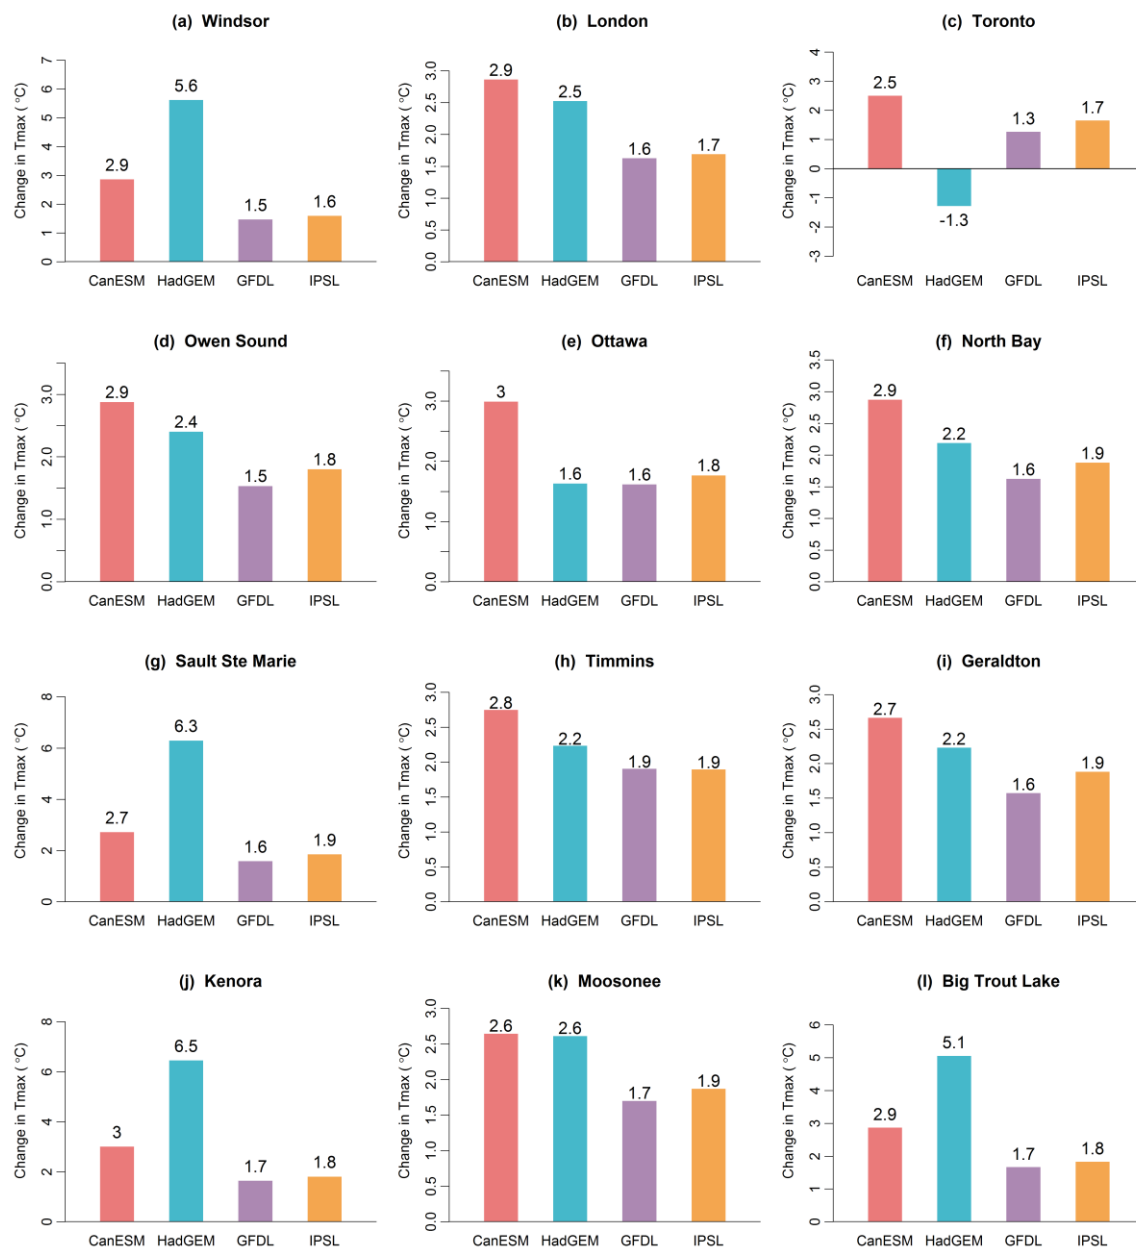 (a) Windsor
Change in Tmax ( °C)
0 1 2 3 4 5 6 7
2.9 5.6 1.5 1.6
CanESM HadGEM GFDL IPSL
(b) London
Change in Tmax ( °C)
0.0 0.5 1.0 1.5 2.0 2.5 3.0
2.9 2.5 1.6 1.7
CanESM HadGEM GFDL IPSL
(c) Toronto
Change in Tmax ( °C)
-3 -2 -1 0 1 2 3 4
2.5 -1.3 1.3 1.7
CanESM HadGEM GFDL IPSL
(d) Owen Sound
Change in Tmax ( °C)
0.0 1.0 2.0 3.0
2.9 2.4 1.5 1.8
CanESM HadGEM GFDL IPSL
(e) Ottawa
Change in Tmax ( °C)
0.0 1.0 2.0 3.0
3 1.6 1.6 1.8
CanESM HadGEM GFDL IPSL
(f) North Bay
Change in Tmax ( °C)
0.0 0.5 1.0 1.5 2.0 2.5 3.0 3.5
2.9 2.2 1.6 1.9
CanESM HadGEM GFDL IPSL
(g) Sault Ste Marie
Change in Tmax ( °C)
0 2 4 6 8
2.7 6.3 1.6 1.9
CanESM HadGEM GFDL IPSL
(h) Timmins
Change in Tmax ( °C)
0.0 0.5 1.0 1.5 2.0 2.5 3.0
2.8 2.2 1.9 1.9
CanESM HadGEM GFDL IPSL
(i) Geraldton
Change in Tmax ( °C)
0.0 0.5 1.0 1.5 2.0 2.5 3.0
2.7 2.2 1.6 1.9
CanESM HadGEM GFDL IPSL
(j) Kenora
Change in Tmax ( °C)
0 2 4 6 8
3 6.5 1.7 1.8
CanESM HadGEM GFDL IPSL
(k) Moosonee
Change in Tmax ( °C)
0.0 0.5 1.0 1.5 2.0 2.5 3.0
2.6 2.6 1.7 1.9
CanESM HadGEM GFDL IPSL
(l) Big Trout Lake
Change in Tmax ( °C)
0 1 2 3 4 5 6
2.9 5.1 1.7 1.8
CanESM HadGEM GFDL IPSL